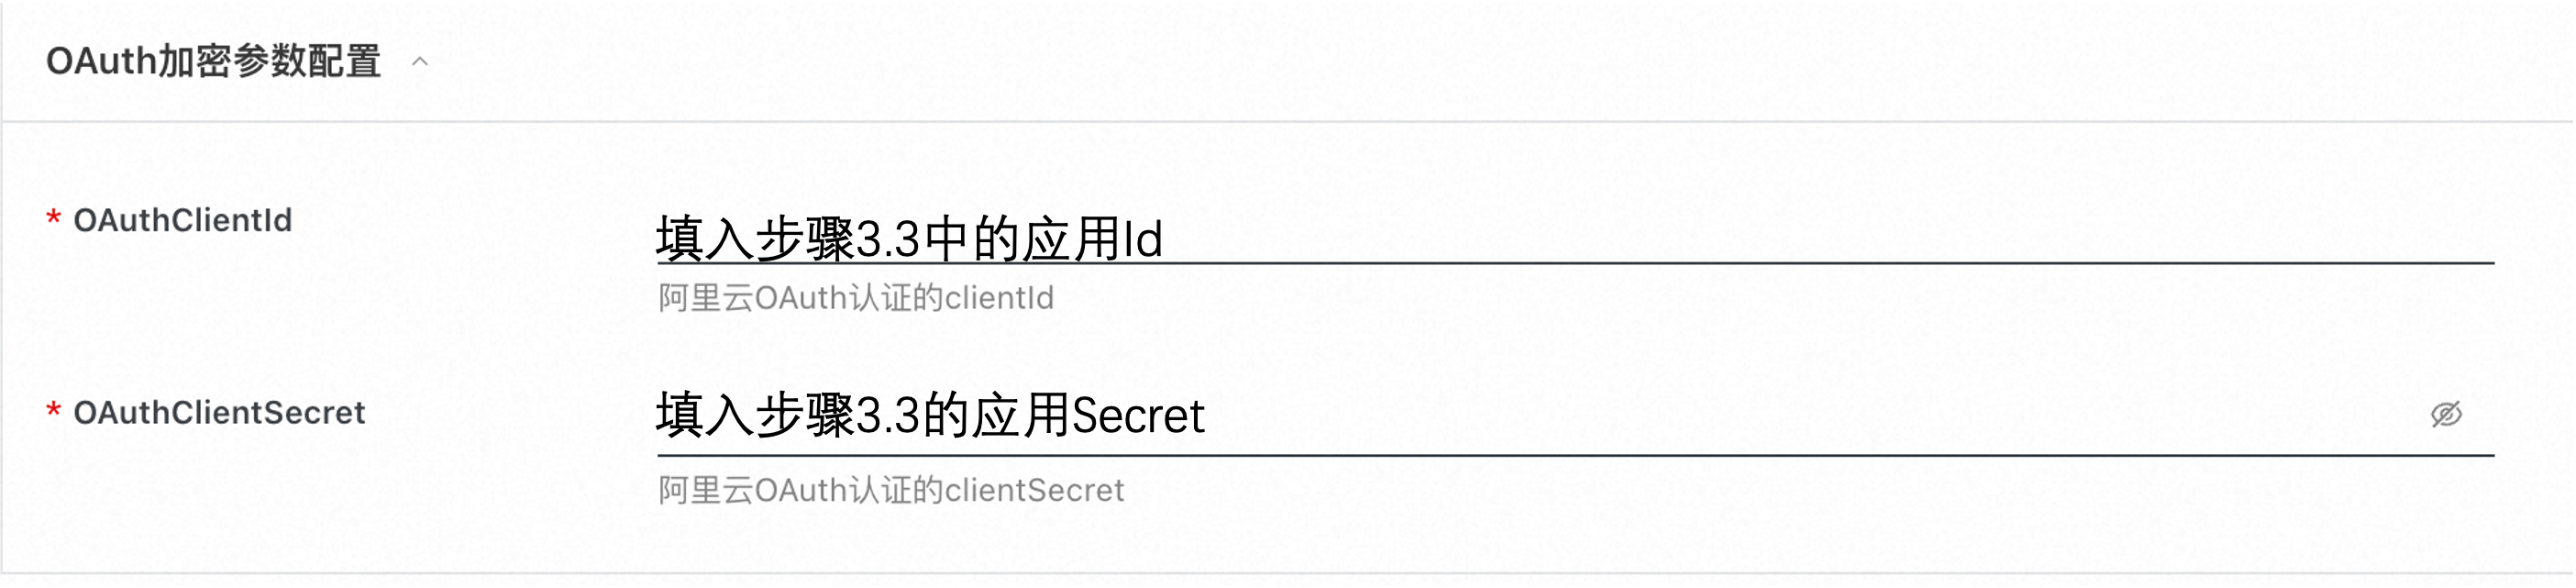 OAuth加密参数配置
* OAuthClientId
填入步骤3.3中的应用Id
阿里云OAuth认证的clientId
* OAuthClientSecret
填入步骤3.3的应用Secret
阿里云OAuth认证的clientSecret